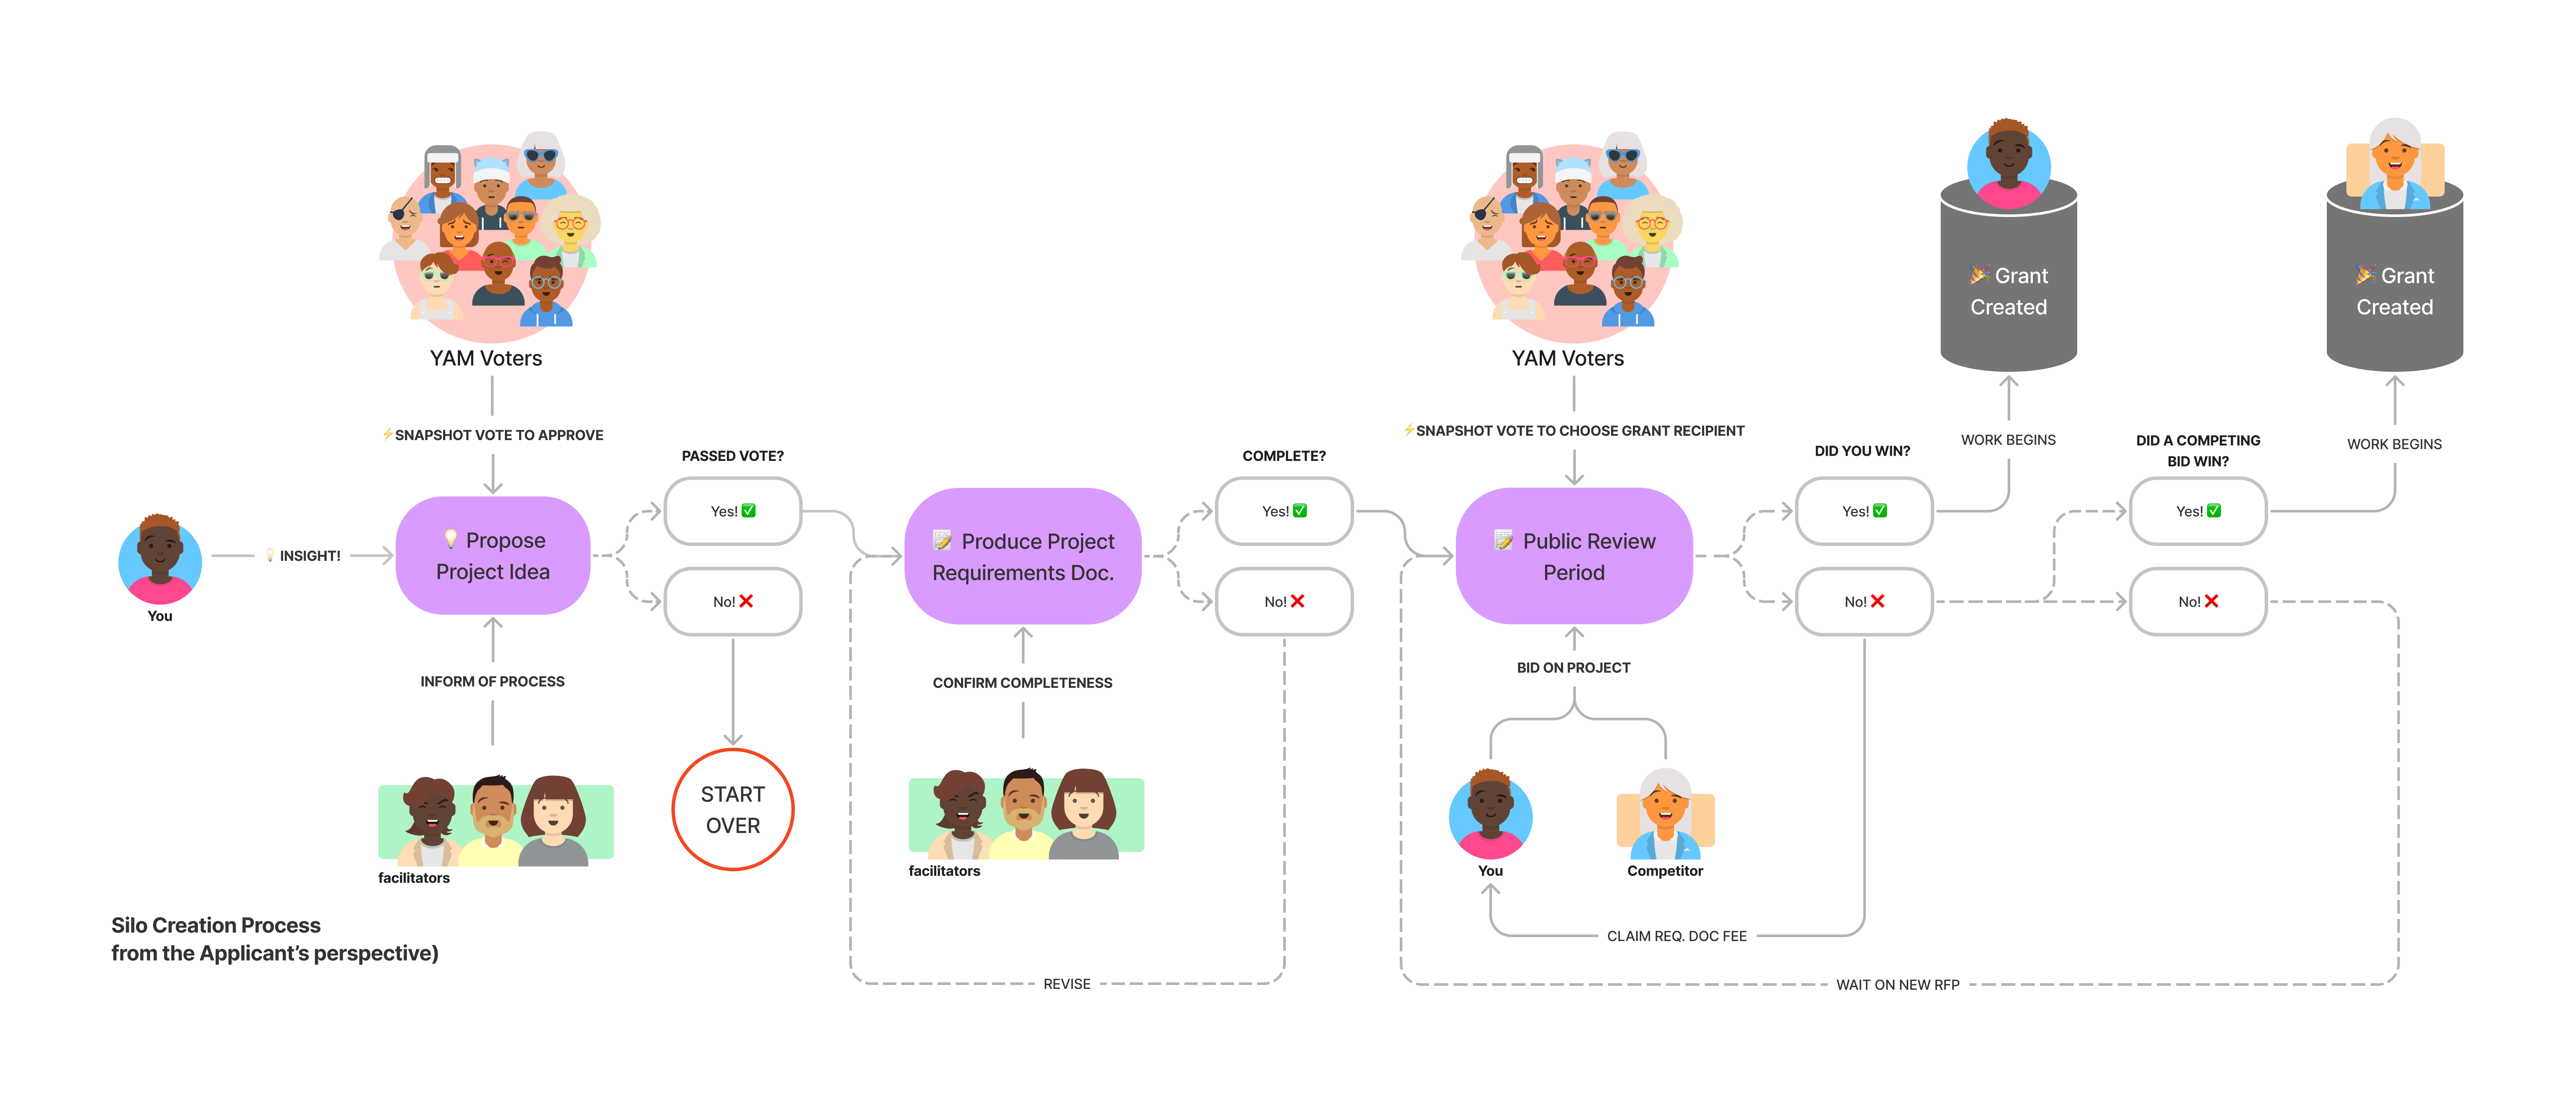 YAM Voters
⚡SNAPSHOT VOTE TO APPROVE
You
💡 INSIGHT!
💡 Propose
Project Idea
INFORM OF PROCESS
facilitators
PASSED VOTE?
Yes! ✅
No! ❌
START
OVER
📝 Produce Project
Requirements Doc.
CONFIRM COMPLETENESS
facilitators
COMPLETE?
Yes! ✅
No! ❌
REVISE
YAM Voters
⚡SNAPSHOT VOTE TO CHOOSE GRANT RECIPIENT
📝 Public Review
Period
BID ON PROJECT
You
Competitor
CLAIM REQ. DOC FEE
DID YOU WIN?
Yes! ✅
No! ❌
WORK BEGINS
🎉 Grant
Created
DID A COMPETING
BID WIN?
Yes! ✅
No! ❌
WORK BEGINS
🎉 Grant
Created
WAIT ON NEW RFP
Silo Creation Process
from the Applicant’s perspective)